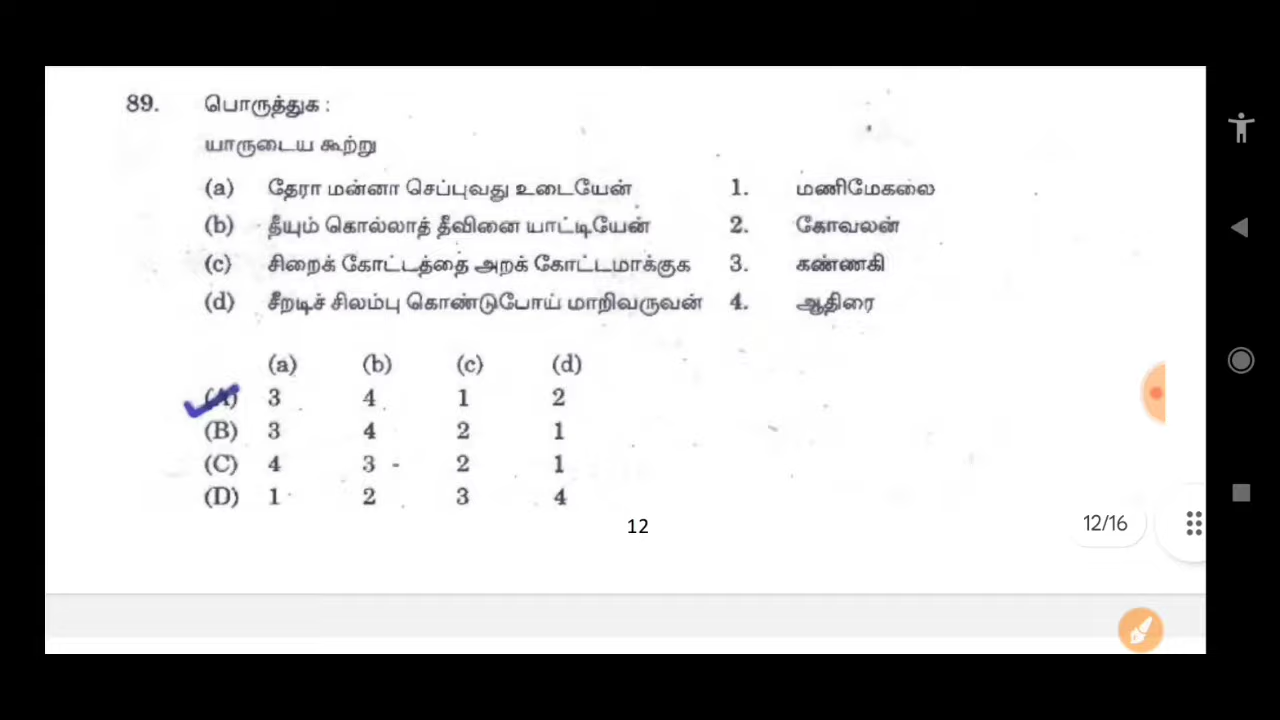 89. பொருத்துக :
யாருடைய கூற்று
(a) தேரா மன்னா செப்புவது உடையேன் 1. மணிமேகலை
(b) தீயும் கொல்லாத் தீவினை யாட்டியேன் 2. கோவலன்
(c) சிறைக் கோட்டத்தை அறக் கோட்டமாக்குக 3. கண்ணகி
(d) சீறடிச் சிலம்பு கொண்டுபோய் மாறிவருவன் 4. ஆதிரை
(a) (b) (c) (d)
(A) 3 4 1 2
(B) 3 4 2 1
(C) 4 3 - 2 1
(D) 1 2 3 4
12
12/16